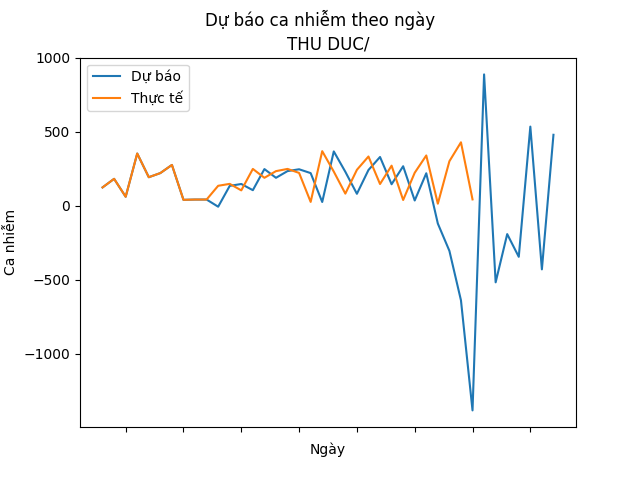 Dự báo ca nhiễm theo ngày
THU DUC/
Dự báo
Thực tế
1000
500
0
−500
−1000
Ca nhiễm
Ngày